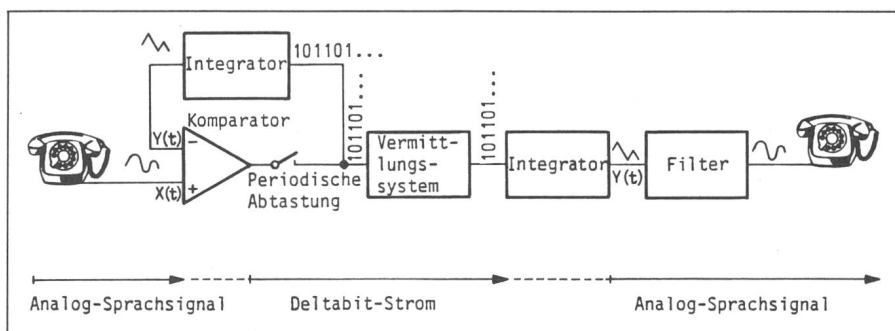 101101...
Integrator
Komparator
101101...
101101...
Y(t)
−
Vermitt-
lungs-
system
Integrator
Y(t)
Filter
X(t)
+
Periodische
Abtastung
Analog-Sprachsignal
Deltabit-Strom
Analog-Sprachsignal